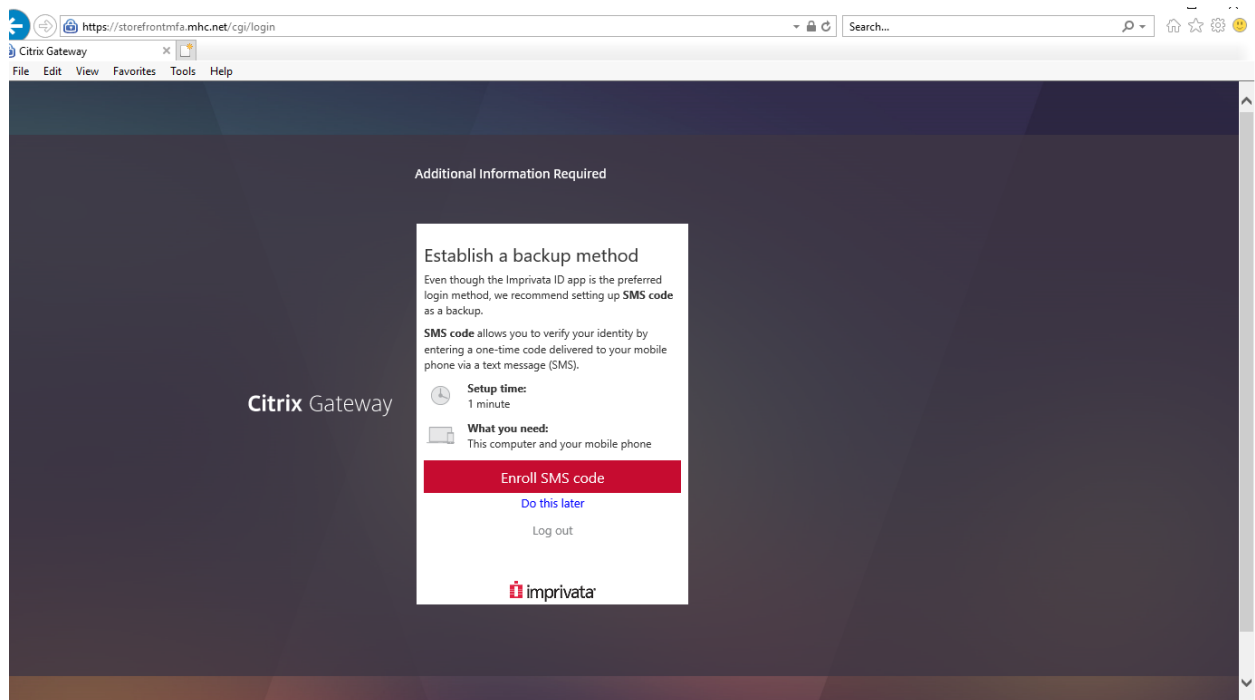 https://storefrontmfa.mhc.net/cgi/login
Search...
Citrix Gateway
File Edit View Favorites Tools Help
Additional Information Required
Establish a backup method
Even though the Imprivata ID app is the preferred
login method, we recommend setting up SMS code
as a backup.
SMS code allows you to verify your identity by
entering a one-time code delivered to your mobile
phone via a text message (SMS).
Setup time:
1 minute
Citrix Gateway
What you need:
This computer and your mobile phone
Enroll SMS code
Do this later
Log out
imprivata